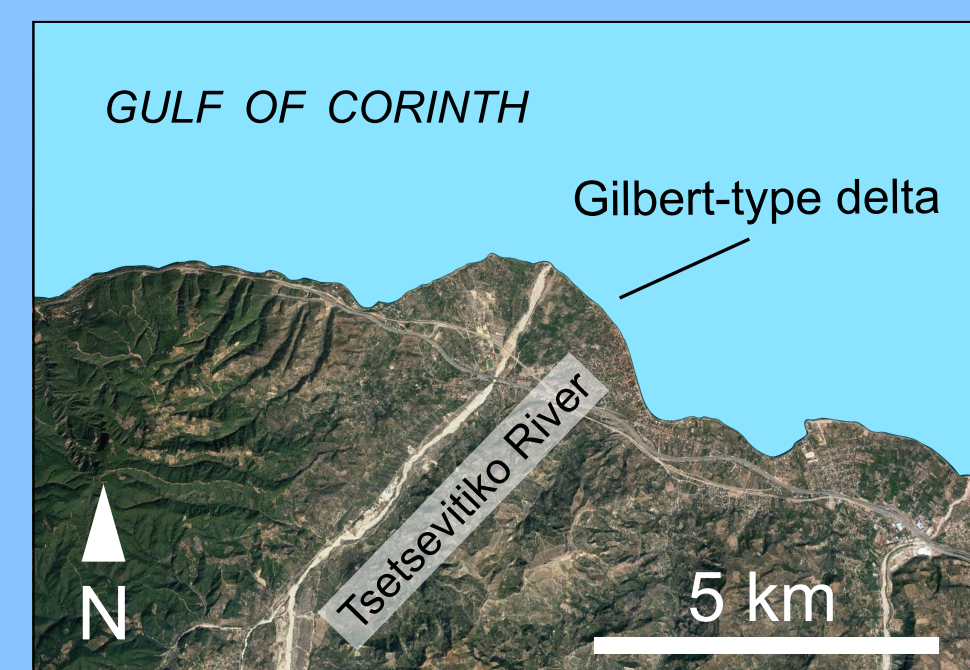 GULF OF CORINTH
Gilbert-type delta
Tsetsevitiko River
N
5 km